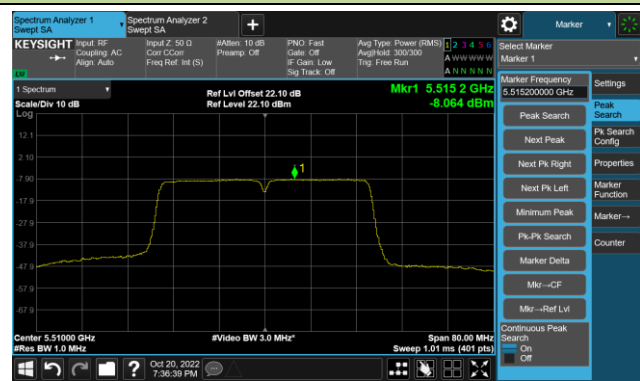 Spectrum Analyzer 1
Swept SA
Spectrum Analyzer 2
Swept SA
+
Marker
KEYSIGHT
Input: RF
Coupling: AC
Align: Auto
Input Z: 50 Ω
Corr CCorr
Freq Ref: Int (S)
#Atten: 10 dB
Preamp: Off
PNO: Fast
Gate: Off
IF Gain: Low
Sig Track: Off
Avg Type: Power (RMS)
Avg|Hold: 300/300
Trig: Free Run
1 2 3 4 5 6
A W W W W W
A N N N N N
Select Marker
Marker 1
1 Spectrum
Scale/Div 10 dB
Log
Ref Lvl Offset 22.10 dB
Ref Level 22.10 dBm
Mkr1 5.515 2 GHz
-8.064 dBm
12.1
2.10
-7.90
-17.9
-27.9
-37.9
-47.9
-57.9
-67.9
1
Center 5.51000 GHz
#Res BW 1.0 MHz
#Video BW 3.0 MHz*
Span 80.00 MHz
Sweep 1.01 ms (401 pts)
Marker Frequency
5.515200000 GHz
Peak Search
Next Peak
Next Pk Right
Next Pk Left
Minimum Peak
Pk-Pk Search
Marker Delta
Mkr→CF
Mkr→Ref Lvl
Continuous Peak
Search
On
Off
Settings
Peak
Search
Pk Search
Config
Properties
Marker
Function
Marker→
Counter
?
Oct 20, 2022
7:36:39 PM